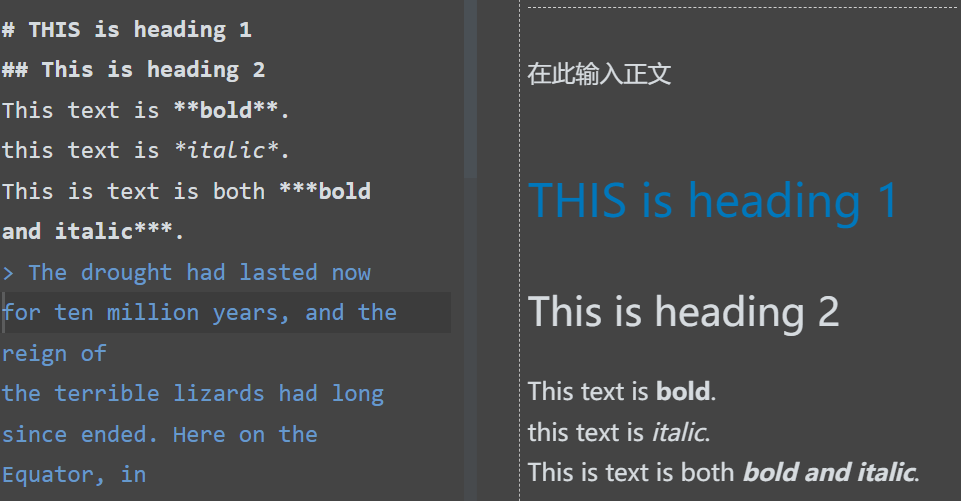 # THIS is heading 1
## This is heading 2
This text is **bold**.
this text is *italic*.
This is text is both ***bold
and italic***.
> The drought had lasted now
for ten million years, and the
reign of
the terrible lizards had long
since ended. Here on the
Equator, in
在此输入正文
THIS is heading 1
This is heading 2
This text is bold.
this text is italic.
This is text is both bold and italic.